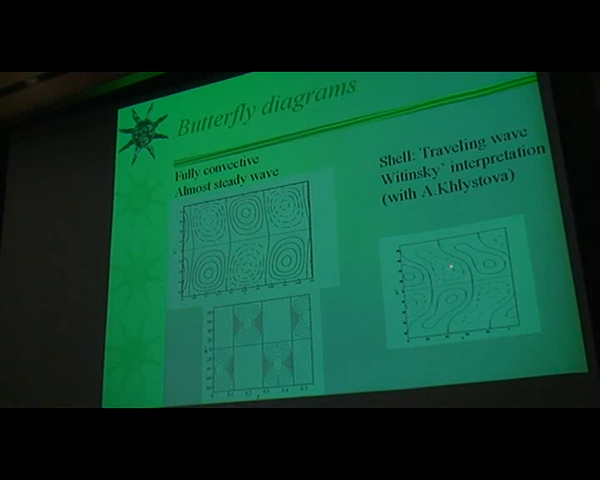 Butterfly diagrams
Fully convective
Almost steady wave
Shell: Traveling wave
Witinsky' interpretation
(with A.Khlystova)